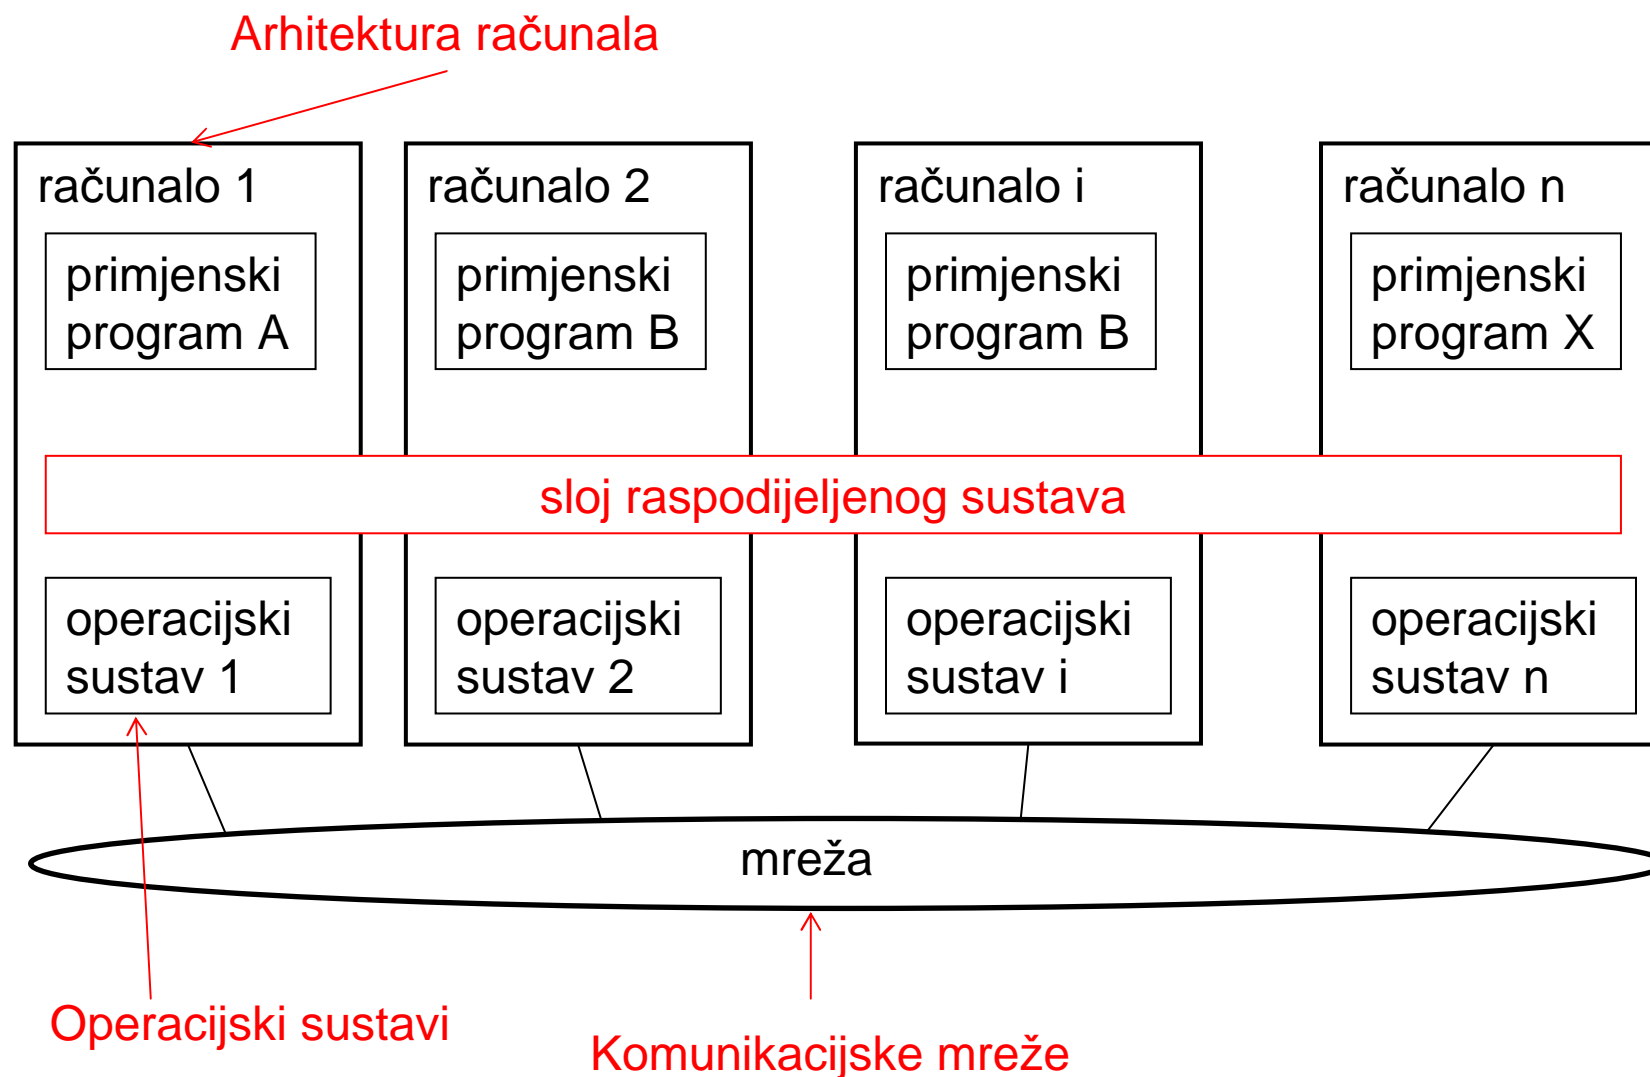 Arhitektura računala
računalo 1
računalo 2
računalo i
računalo n
primjenski
program A
primjenski
program B
primjenski
program B
primjenski
program X
sloj raspodijeljenog sustava
operacijski
sustav 1
operacijski
sustav 2
operacijski
sustav i
operacijski
sustav n
mreža
Operacijski sustavi
Komunikacijske mreže